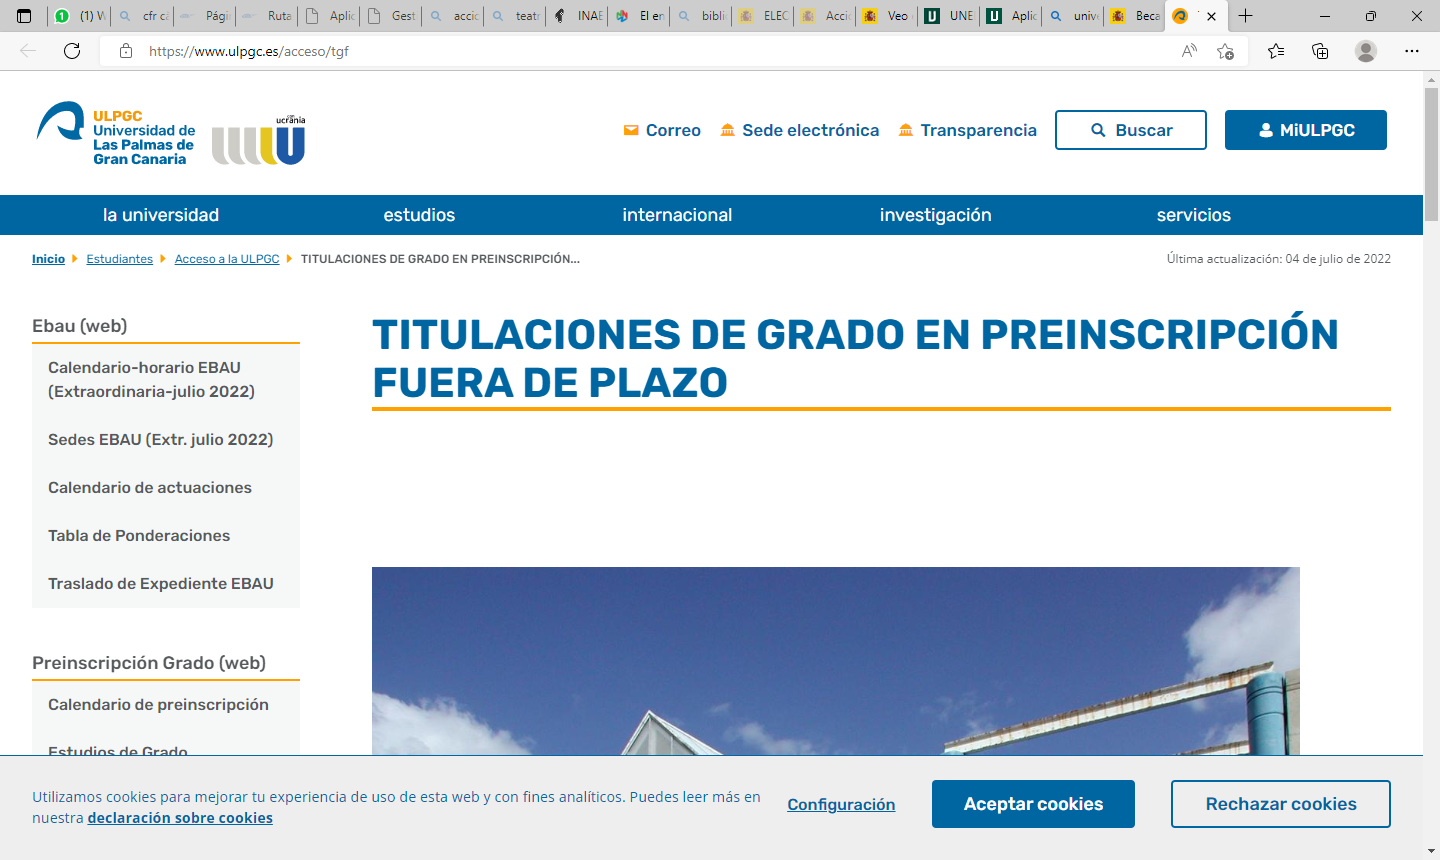 (1) W
cfr cá
Págin
Ruta
Aplic
Gest
accio
teatr
INAE
El en
biblio
ELEC
Acció
Veo
UNE
Aplic
unive
Beca
https://www.ulpgc.es/acceso/tgf
ULPGC
Universidad de
Las Palmas de
Gran Canaria
ucrania
Correo
Sede electrónica
Transparencia
Buscar
MiULPGC
la universidad
estudios
internacional
investigación
servicios
Inicio Estudiantes Acceso a la ULPGC TITULACIONES DE GRADO EN PREINSCRIPCIÓN...
Última actualización: 04 de julio de 2022
Ebau (web)
Calendario-horario EBAU
(Extraordinaria-julio 2022)
Sedes EBAU (Extr. julio 2022)
Calendario de actuaciones
Tabla de Ponderaciones
Traslado de Expediente EBAU
Preinscripción Grado (web)
Calendario de preinscripción
Estudios de Grado
TITULACIONES DE GRADO EN PREINSCRIPCIÓN
FUERA DE PLAZO
Utilizamos cookies para mejorar tu experiencia de uso de esta web y con fines analíticos. Puedes leer más en
nuestra declaración sobre cookies
Configuración
Aceptar cookies
Rechazar cookies